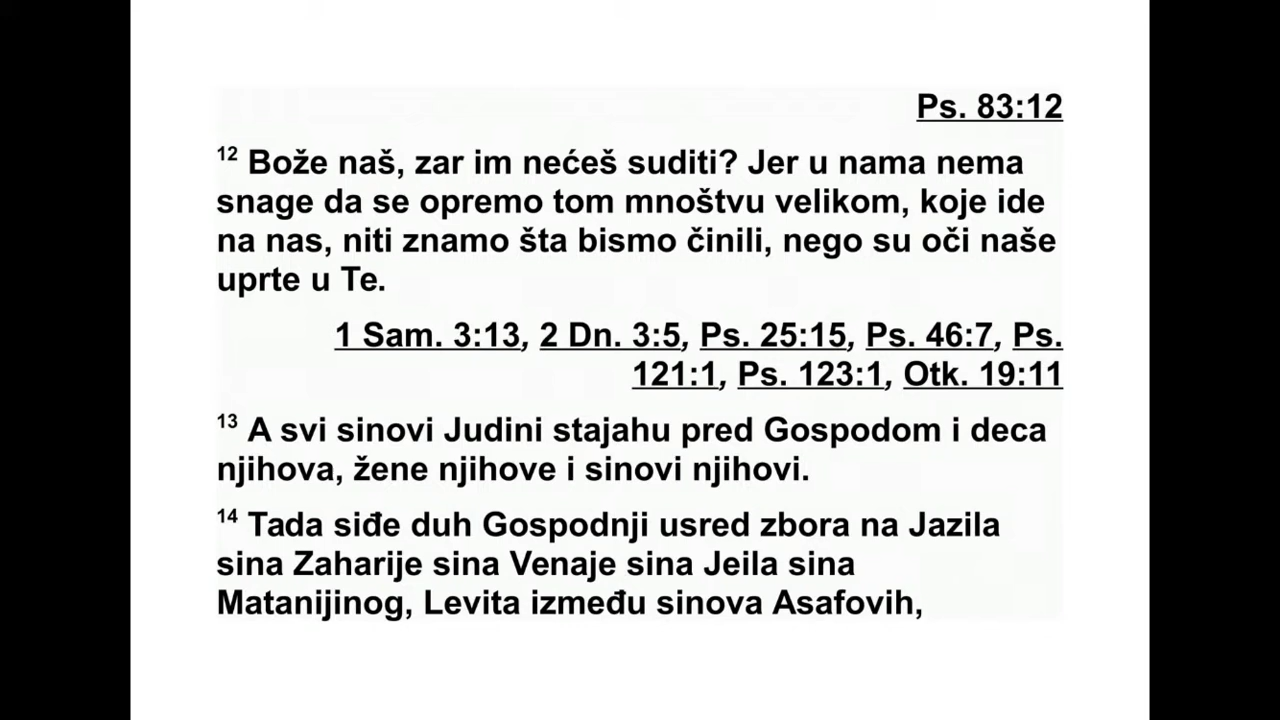 Ps. 83:12
12 Bože naš, zar im nećeš suditi? Jer u nama nema
snage da se opremo tom mnoštvu velikom, koje ide
na nas, niti znamo šta bismo činili, nego su oči naše
uprte u Te.
1 Sam. 3:13, 2 Dn. 3:5, Ps. 25:15, Ps. 46:7, Ps.
121:1, Ps. 123:1, Otk. 19:11
13 A svi sinovi Judini stajahu pred Gospodom i deca
njihova, žene njihove i sinovi njihovi.
14 Tada siđe duh Gospodnji usred zbora na Jazila
sina Zaharije sina Venaje sina Jeila sina
Matanijinog, Levita između sinova Asafovih,